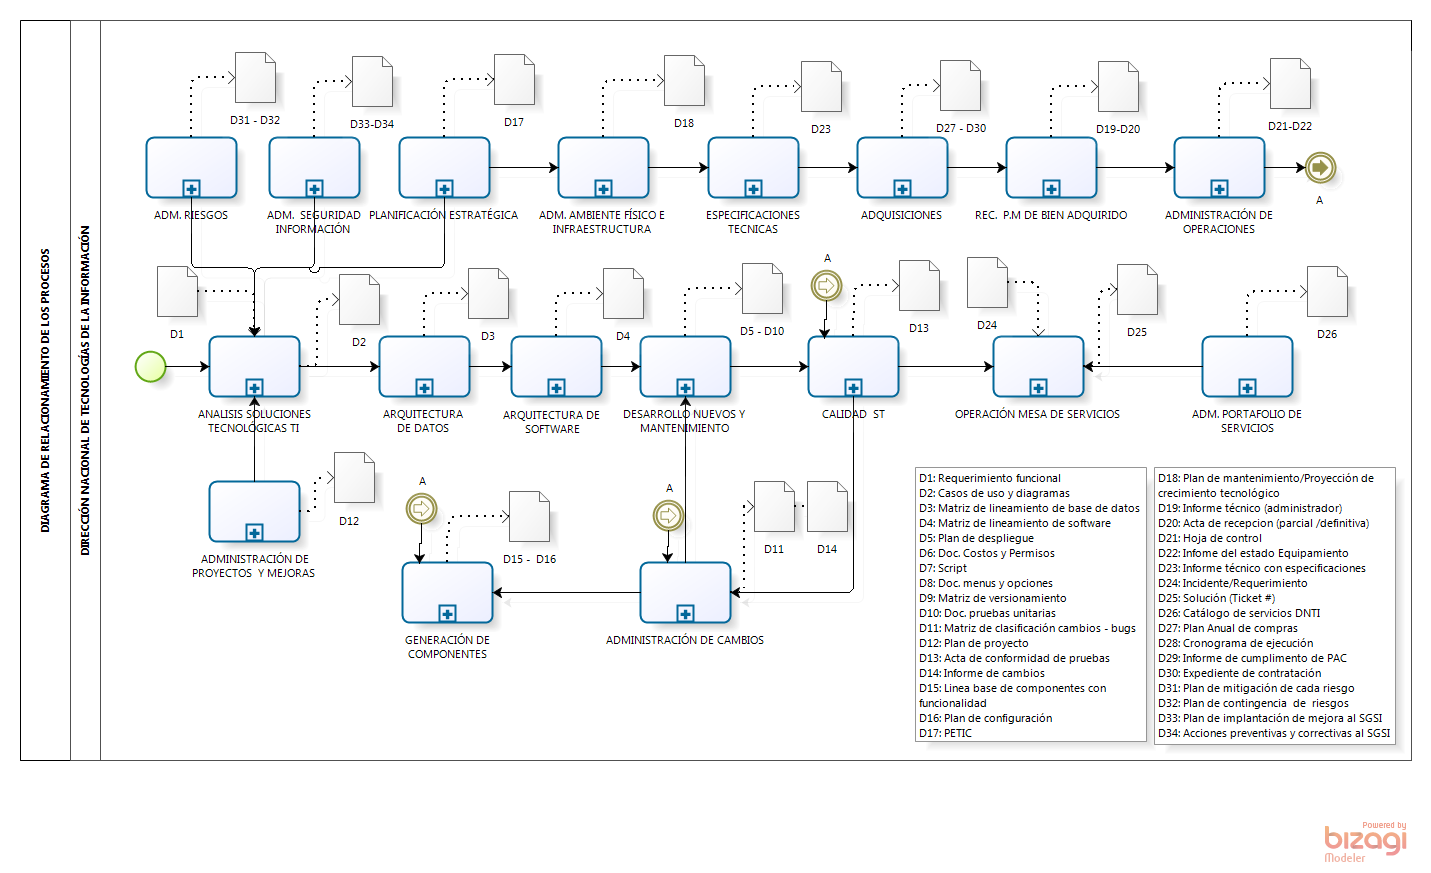 DIAGRAMA DE RELACIONAMIENTO DE LOS PROCESOS
DIRECCIÓN NACIONAL DE TECNOLOGÍAS DE LA INFORMACIÓN
D31 - D32
D33-D34
D17
D18
D23
D27 - D30
D19-D20
D21-D22
ADM. RIESGOS
ADM.  SEGURIDAD
INFORMACIÓN
PLANIFICACIÓN ESTRATÉGICA
ADM. AMBIENTE FÍSICO E
INFRAESTRUCTURA
ESPECIFICACIONES
TECNICAS
ADQUISICIONES
REC.  P.M DE BIEN ADQUIRIDO
ADMINISTRACIÓN DE
OPERACIONES
A
D1
D2
D3
D4
D5 - D10
A
D13
D24
D25
D26
ANALISIS SOLUCIONES
TECNOLÓGICAS TI
ARQUITECTURA
DE DATOS
ARQUITECTURA DE
SOFTWARE
DESARROLLO NUEVOS Y
MANTENIMIENTO
CALIDAD  ST
OPERACIÓN MESA DE SERVICIOS
ADM. PORTAFOLIO DE
SERVICIOS
D12
A
D15 -  D16
A
D11
D14
ADMINISTRACIÓN DE
PROYECTOS  Y MEJORAS
GENERACIÓN DE
COMPONENTES
ADMINISTRACIÓN DE CAMBIOS
D1: Requerimiento funcional
D2: Casos de uso y diagramas
D3: Matriz de lineamiento de base de datos
D4: Matriz de lineamiento de software
D5: Plan de despliegue
D6: Doc. Costos y Permisos
D7: Script
D8: Doc. menus y opciones
D9: Matriz de versionamiento
D10: Doc. pruebas unitarias
D11: Matriz de clasificación cambios - bugs
D12: Plan de proyecto
D13: Acta de conformidad de pruebas
D14: Informe de cambios
D15: Linea base de componentes con
funcionalidad
D16: Plan de configuración
D17: PETIC
D18: Plan de mantenimiento/Proyección de
crecimiento tecnológico
D19: Informe técnico (administrador)
D20: Acta de recepcion (parcial /definitiva)
D21: Hoja de control
D22: Infome del estado Equipamiento
D23: Informe técnico con especificaciones
D24: Incidente/Requerimiento
D25: Solución (Ticket #)
D26: Catálogo de servicios DNTI
D27: Plan Anual de compras
D28: Cronograma de ejecución
D29: Informe de cumplimento de PAC
D30: Expediente de contratación
D31: Plan de mitigación de cada riesgo
D32: Plan de contingencia  de  riesgos
D33: Plan de implantación de mejora al SGSI
D34: Acciones preventivas y correctivas al SGSI
Powered by
bizagi
Modeler